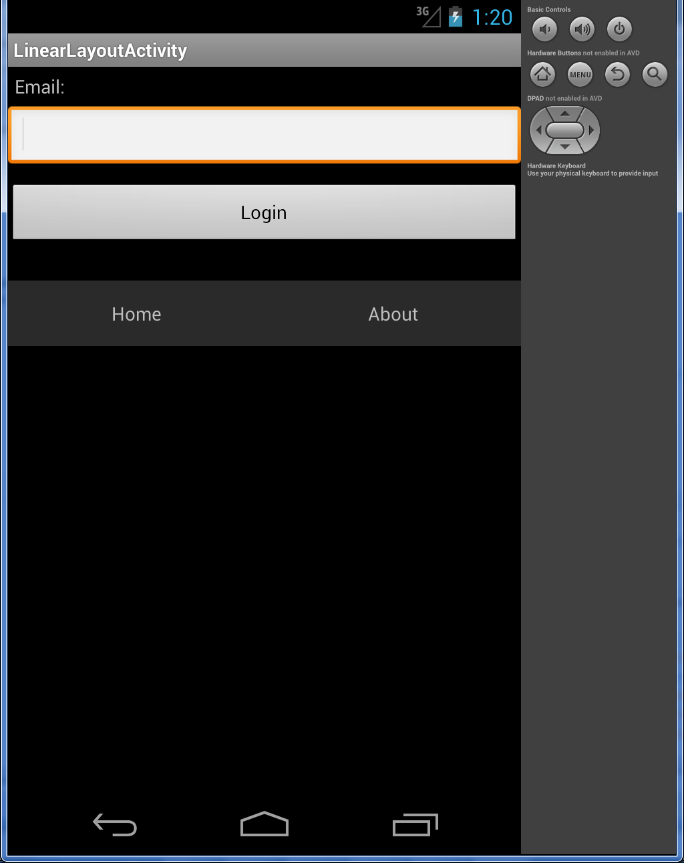 3G 1:20
LinearLayoutActivity
Email:
Login
Home About
Basic Controls
Hardware Buttons not enabled in AVD
MENU
DPAD not enabled in AVD
Hardware Keyboard
Use your physical keyboard to provide input